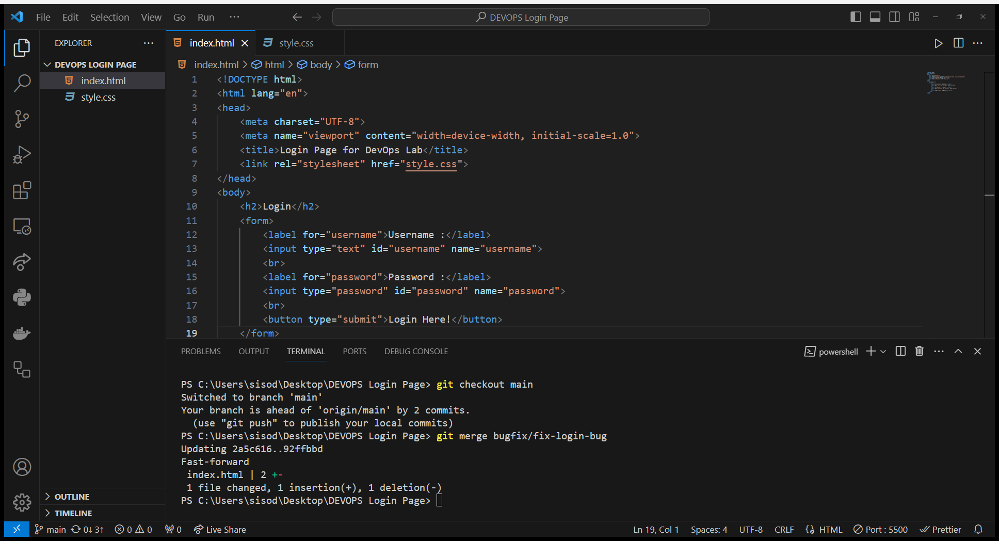 File Edit Selection View Go Run ··· DEVOPS Login Page
EXPLORER ···
DEVOPS LOGIN PAGE
index.html
style.css
OUTLINE
TIMELINE
index.html style.css
index.html > html > body > form
1 <!DOCTYPE html>
2 <html lang="en">
3 <head>
4 <meta charset="UTF-8">
5 <meta name="viewport" content="width=device-width, initial-scale=1.0">
6 <title>Login Page for DevOps Lab</title>
7 <link rel="stylesheet" href="style.css">
8 </head>
9 <body>
10 <h2>Login</h2>
11 <form>
12 <label for="username">Username :</label>
13 <input type="text" id="username" name="username">
14 <br>
15 <label for="password">Password :</label>
16 <input type="password" id="password" name="password">
17 <br>
18 <button type="submit">Login Here!</button>
19 </form>
PROBLEMS OUTPUT TERMINAL PORTS DEBUG CONSOLE powershell
PS C:\Users\sisod\Desktop\DEVOPS Login Page> git checkout main
Switched to branch 'main'
Your branch is ahead of 'origin/main' by 2 commits.
(use "git push" to publish your local commits)
PS C:\Users\sisod\Desktop\DEVOPS Login Page> git merge bugfix/fix-login-bug
Updating 2a5c616..92ffbbd
Fast-forward
index.html | 2 +-
1 file changed, 1 insertion(+), 1 deletion(-)
PS C:\Users\sisod\Desktop\DEVOPS Login Page>
main 0↓ 3↑ 0 0 0 Live Share Ln 19, Col 1 Spaces: 4 UTF-8 CRLF HTML Port : 5500 Prettier